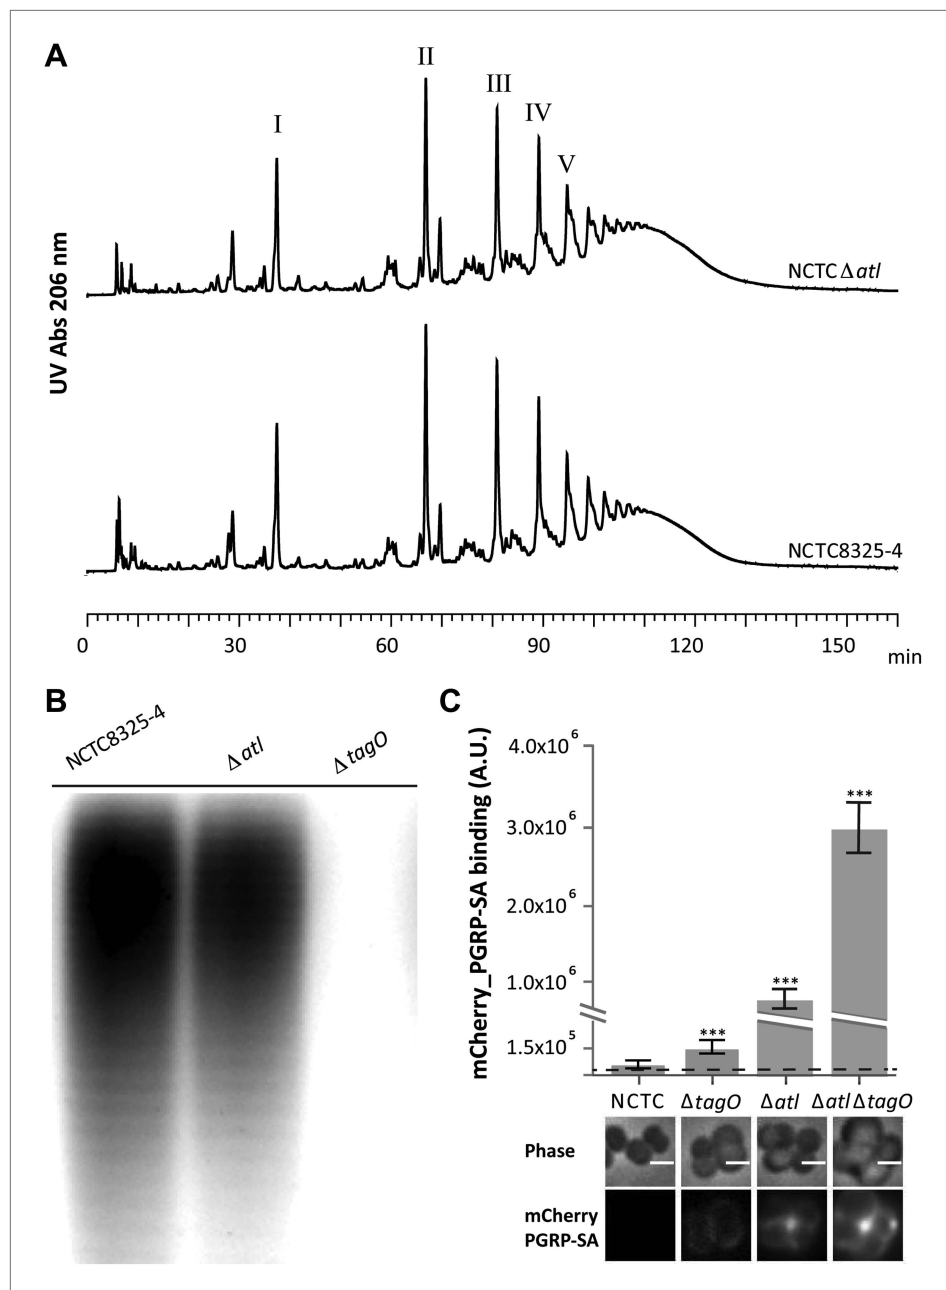 A
II
III
I
IV
V
UV Abs 206 nm
NCTC Δatl
NCTC8325-4
0 30 60 90 120 150 min
B
NCTC8325-4 Δatl ΔtagO
C
mCherry_PGRP-SA binding (A.U.)
4.0x10⁶
***
3.0x10⁶
2.0x10⁶
***
1.0x10⁶
***
1.5x10⁵
NCTC ΔtagO Δatl ΔatlΔtagO
Phase
mCherry
PGRP-SA